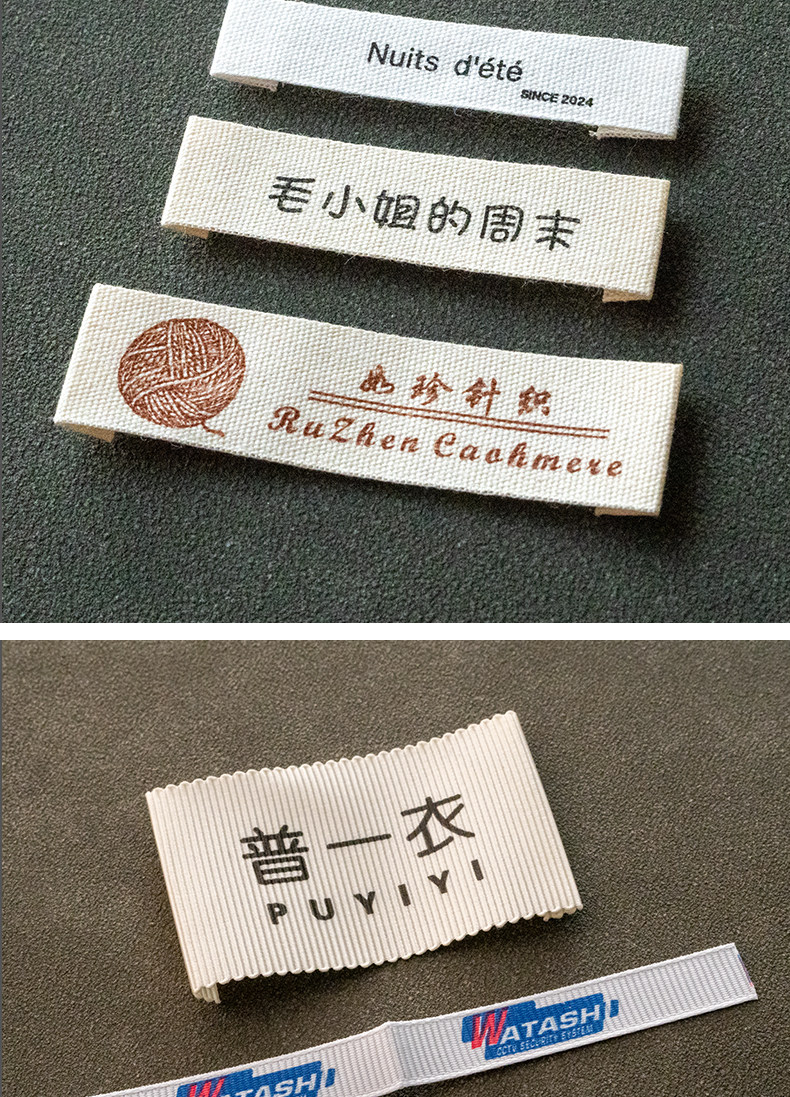 Nuits d'été
SINCE 2024
毛小姐的周末
如珍针织
RuZhen Caohmere
普一衣
PUYIYI
WATASH
CCTV SECURITY SYSTEM
WATASH